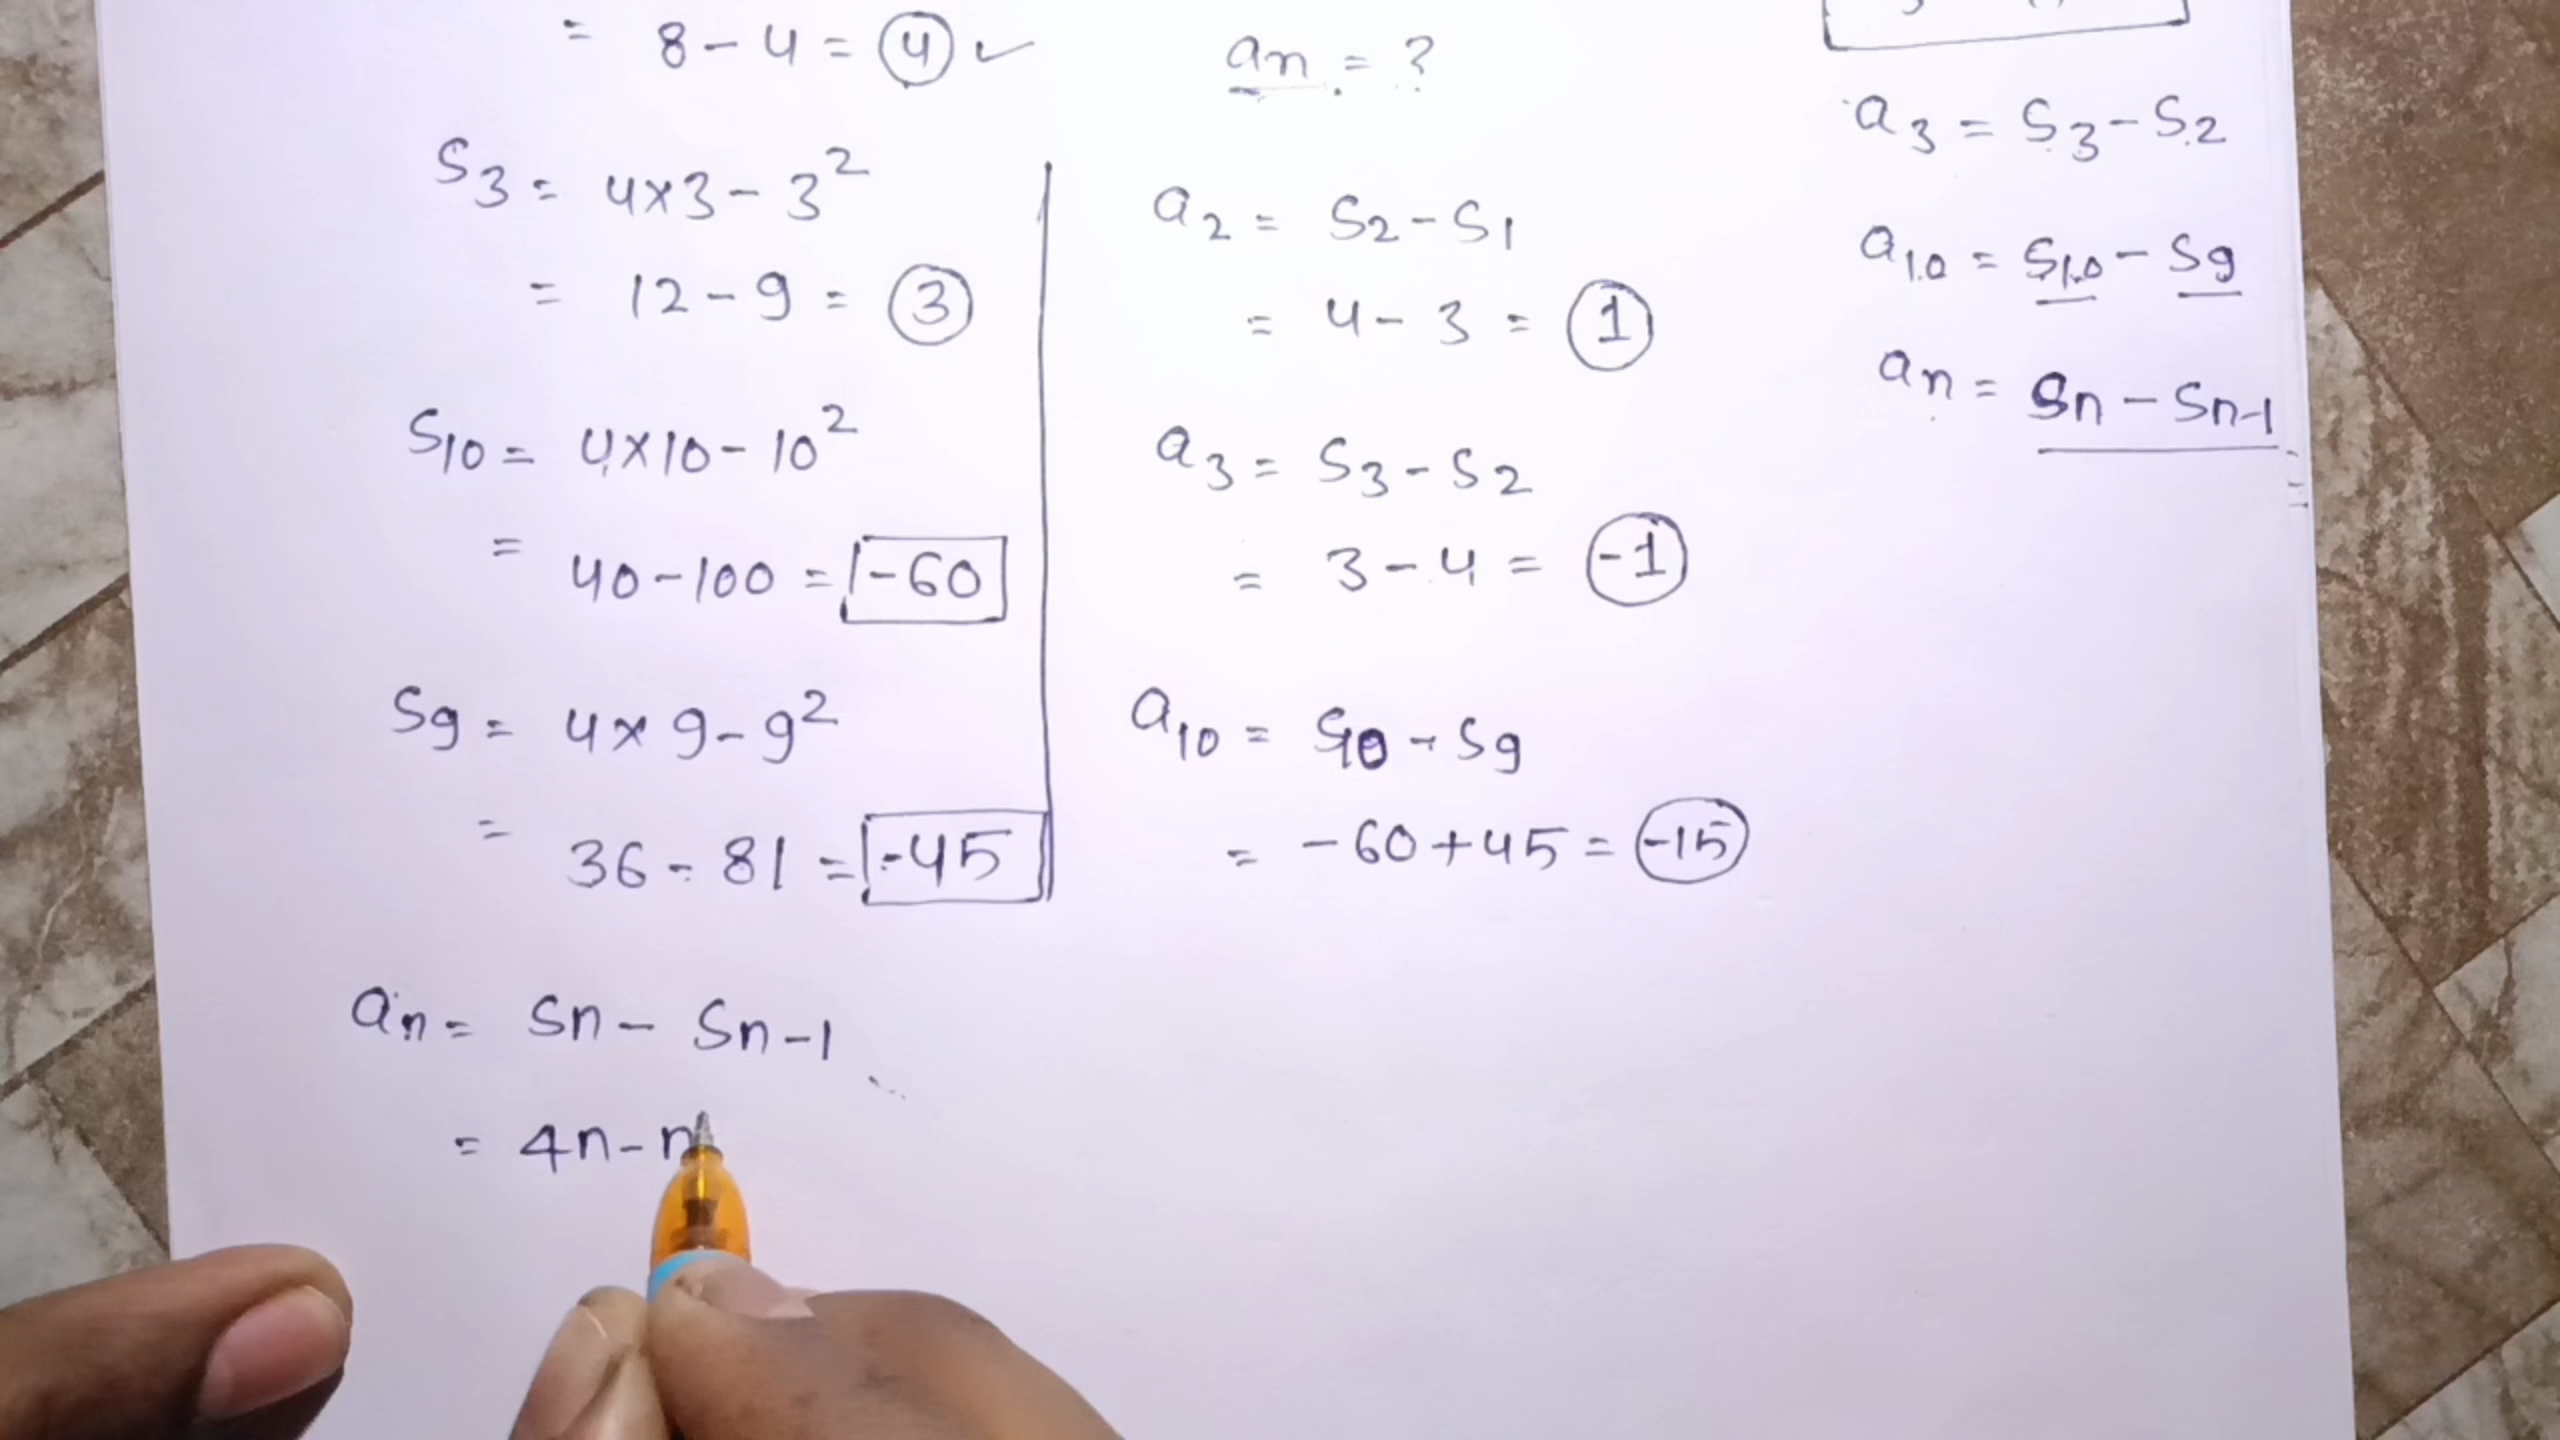 = 8 - 4 = 4 ✓
S3 = 4×3 - 3²
= 12 - 9 = 3
S10 = 4×10 - 10²
= 40 - 100 = -60
S9 = 4×9 - 9²
= 36 - 81 = -45
an = Sn - Sn-1
= 4n - n
an = ?
a2 = S2 - S1
= 4 - 3 = 1
a3 = S3 - S2
= 3 - 4 = -1
a10 = S10 - S9
= -60 + 45 = -15
a3 = S3 - S2
a10 = S10 - S9
an = Sn - Sn-1